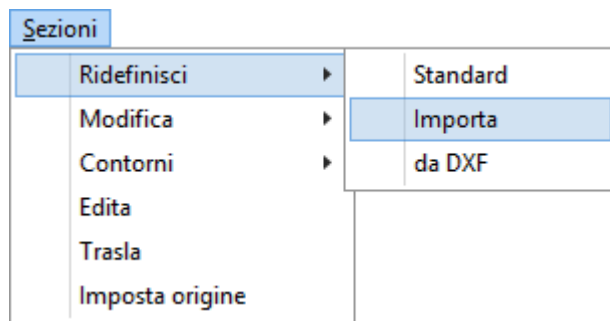 Sezioni
Ridefinisci
Standard
Modifica
Importa
Contorni
da DXF
Edita
Trasla
Imposta origine